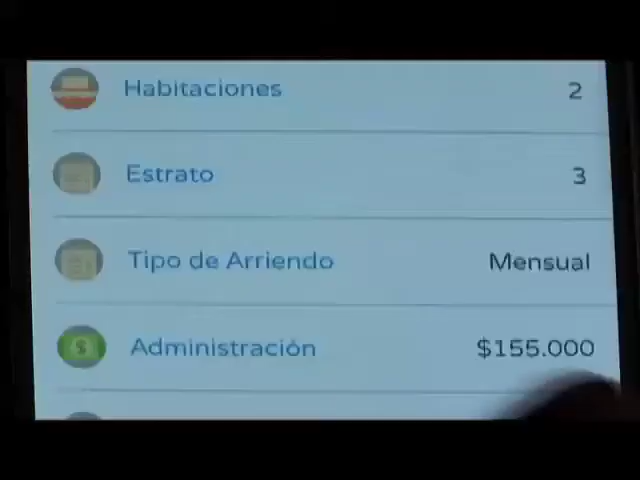 Habitaciones 2
Estrato 3
Tipo de Arriendo Mensual
Administración $155.000